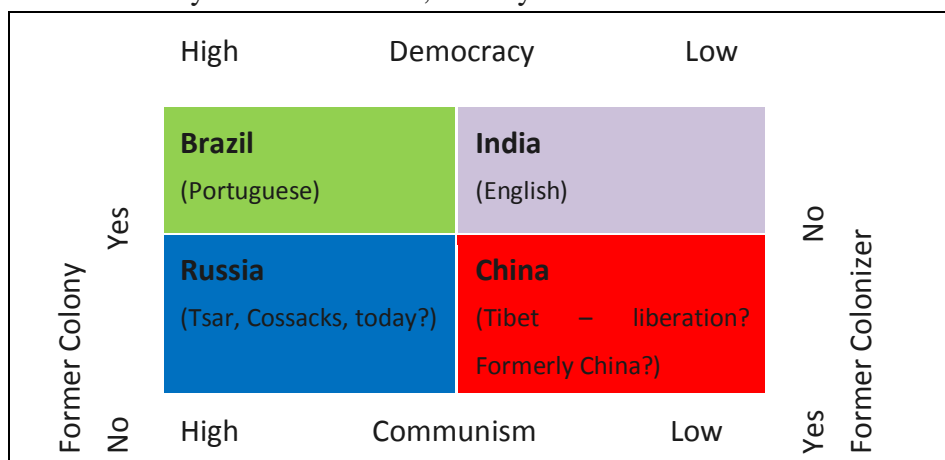 High Democracy Low
Brazil
(Portuguese)
India
(English)
Yes
No
Russia
(Tsar, Cossacks, today?)
China
(Tibet – liberation?
Formerly China?)
Former Colony
No
High Communism Low
Yes
Former Colonizer